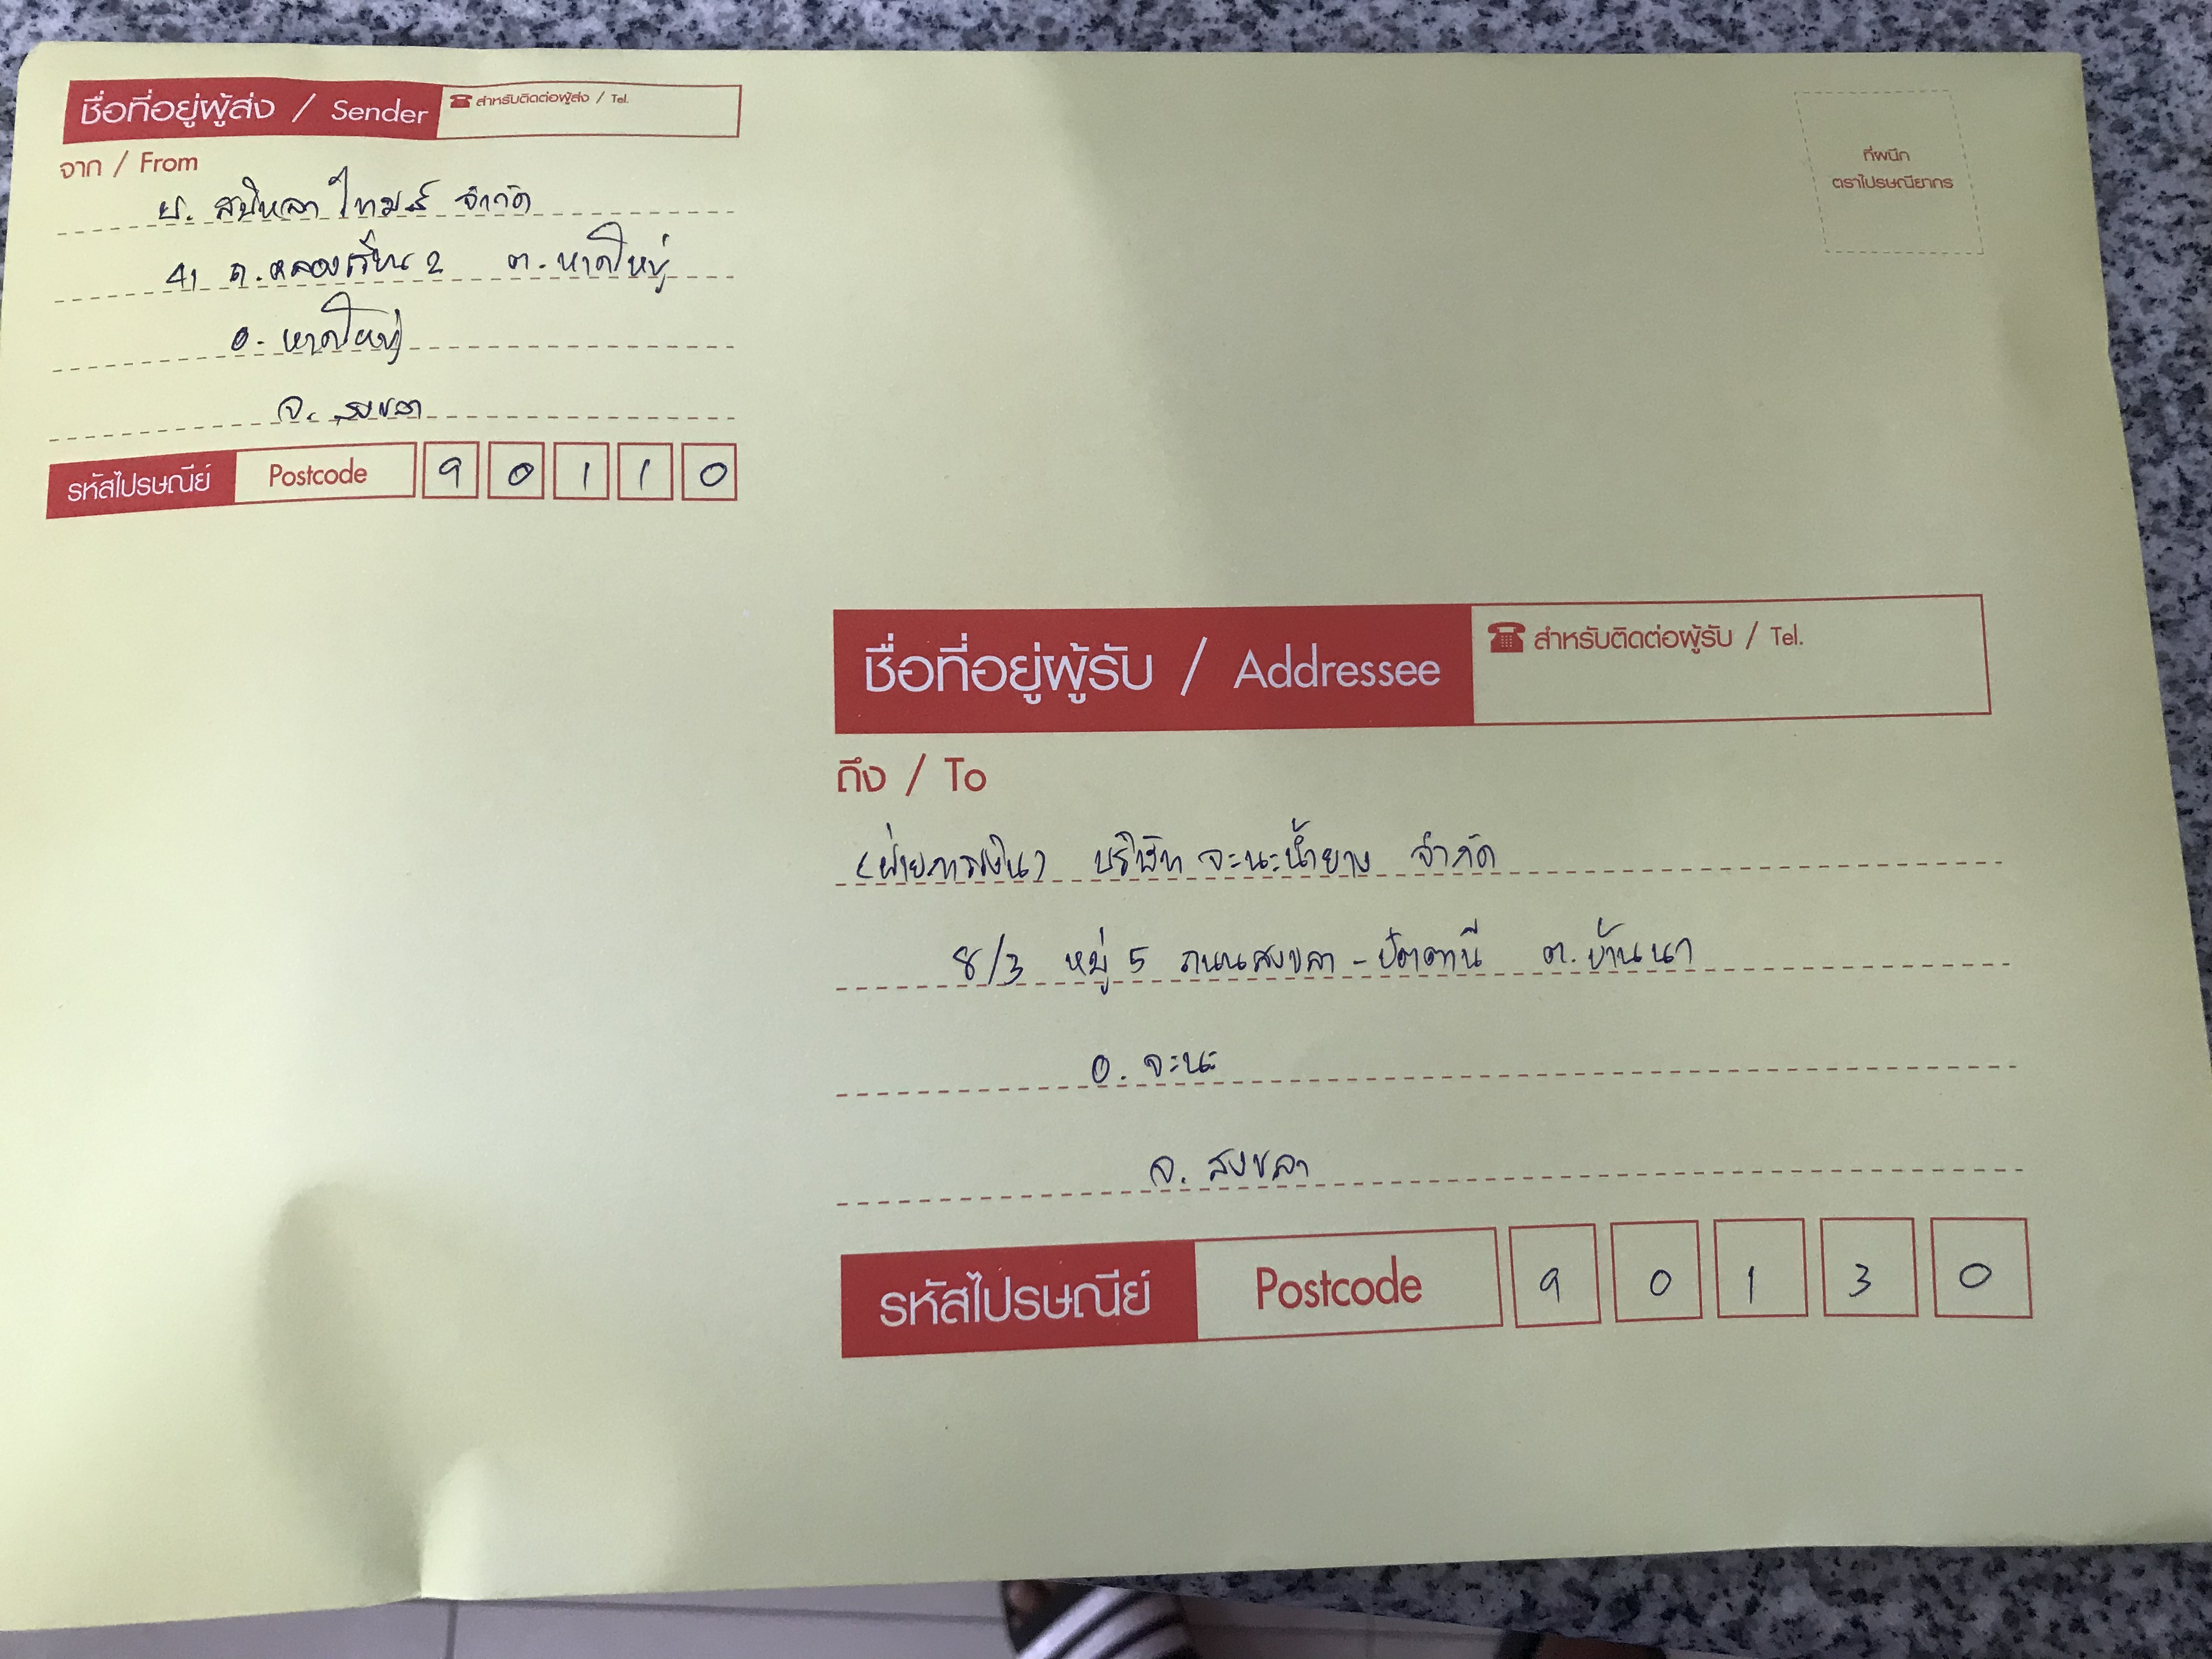 ชื่อที่อยู่ผู้ส่ง / Sender
สำหรับติดต่อผู้ส่ง / Tel.
จาก / From
บ. สมิหลา ไทมส์ จำกัด
41 ถ.คลองเรียน 2 ต.หาดใหญ่
อ. หาดใหญ่
จ. สงขลา
รหัสไปรษณีย์ Postcode 9 0 1 1 0
ที่ผนึก
ตราไปรษณียากร
ชื่อที่อยู่ผู้รับ / Addressee
สำหรับติดต่อผู้รับ / Tel.
ถึง / To
(ฝ่ายการเงิน) บริษัท จะนะน้ำยาง จำกัด
8/3 หมู่ 5 ถนนสงขลา - ปัตตานี ต.บ้านนา
อ. จะนะ
จ. สงขลา
รหัสไปรษณีย์ Postcode 9 0 1 3 0